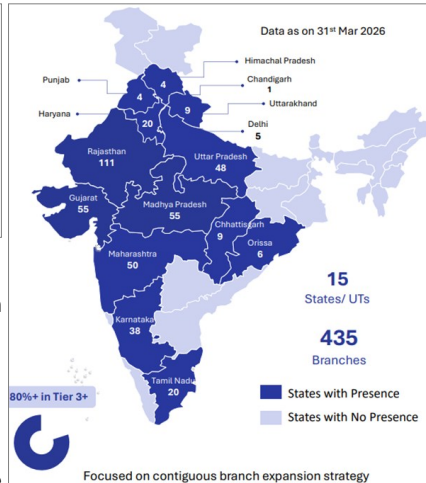 Data as on 31st Mar 2026
Himachal Pradesh
Punjab
Chandigarh
1
4
4
Uttarakhand
9
Haryana
20
Delhi
5
Rajasthan
111
Uttar Pradesh
48
Gujarat
55
Madhya Pradesh
55
Chhattisgarh
9
Orissa
6
Maharashtra
50
15
States/ UTs
Karnataka
38
435
Branches
80%+ in Tier 3+
Tamil Nadu
20
States with Presence
States with No Presence
Focused on contiguous branch expansion strategy